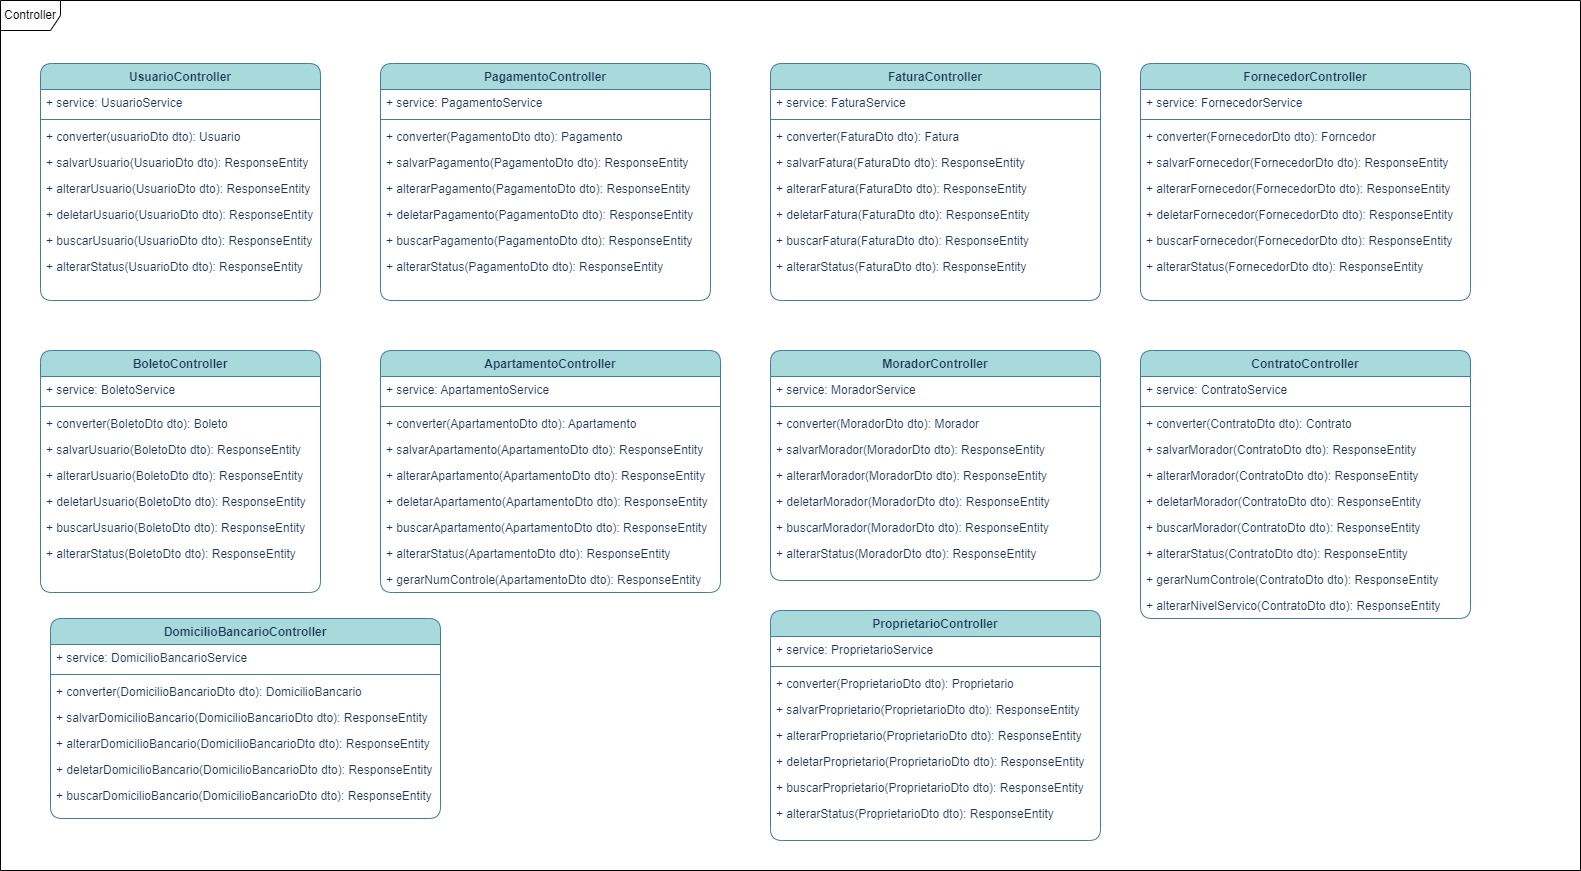 Controller
UsuarioController
+ service: UsuarioService
+ converter(usuarioDto dto): Usuario
+ salvarUsuario(UsuarioDto dto): ResponseEntity
+ alterarUsuario(UsuarioDto dto): ResponseEntity
+ deletarUsuario(UsuarioDto dto): ResponseEntity
+ buscarUsuario(UsuarioDto dto): ResponseEntity
+ alterarStatus(UsuarioDto dto): ResponseEntity
PagamentoController
+ service: PagamentoService
+ converter(PagamentoDto dto): Pagamento
+ salvarPagamento(PagamentoDto dto): ResponseEntity
+ alterarPagamento(PagamentoDto dto): ResponseEntity
+ deletarPagamento(PagamentoDto dto): ResponseEntity
+ buscarPagamento(PagamentoDto dto): ResponseEntity
+ alterarStatus(PagamentoDto dto): ResponseEntity
FaturaController
+ service: FaturaService
+ converter(FaturaDto dto): Fatura
+ salvarFatura(FaturaDto dto): ResponseEntity
+ alterarFatura(FaturaDto dto): ResponseEntity
+ deletarFatura(FaturaDto dto): ResponseEntity
+ buscarFatura(FaturaDto dto): ResponseEntity
+ alterarStatus(FaturaDto dto): ResponseEntity
FornecedorController
+ service: FornecedorService
+ converter(FornecedorDto dto): Forncedor
+ salvarFornecedor(FornecedorDto dto): ResponseEntity
+ alterarFornecedor(FornecedorDto dto): ResponseEntity
+ deletarFornecedor(FornecedorDto dto): ResponseEntity
+ buscarFornecedor(FornecedorDto dto): ResponseEntity
+ alterarStatus(FornecedorDto dto): ResponseEntity
BoletoController
+ service: BoletoService
+ converter(BoletoDto dto): Boleto
+ salvarUsuario(BoletoDto dto): ResponseEntity
+ alterarUsuario(BoletoDto dto): ResponseEntity
+ deletarUsuario(BoletoDto dto): ResponseEntity
+ buscarUsuario(BoletoDto dto): ResponseEntity
+ alterarStatus(BoletoDto dto): ResponseEntity
ApartamentoController
+ service: ApartamentoService
+ converter(ApartamentoDto dto): Apartamento
+ salvarApartamento(ApartamentoDto dto): ResponseEntity
+ alterarApartamento(ApartamentoDto dto): ResponseEntity
+ deletarApartamento(ApartamentoDto dto): ResponseEntity
+ buscarApartamento(ApartamentoDto dto): ResponseEntity
+ alterarStatus(ApartamentoDto dto): ResponseEntity
+ gerarNumControle(ApartamentoDto dto): ResponseEntity
MoradorController
+ service: MoradorService
+ converter(MoradorDto dto): Morador
+ salvarMorador(MoradorDto dto): ResponseEntity
+ alterarMorador(MoradorDto dto): ResponseEntity
+ deletarMorador(MoradorDto dto): ResponseEntity
+ buscarMorador(MoradorDto dto): ResponseEntity
+ alterarStatus(MoradorDto dto): ResponseEntity
ContratoController
+ service: ContratoService
+ converter(ContratoDto dto): Contrato
+ salvarMorador(ContratoDto dto): ResponseEntity
+ alterarMorador(ContratoDto dto): ResponseEntity
+ deletarMorador(ContratoDto dto): ResponseEntity
+ buscarMorador(ContratoDto dto): ResponseEntity
+ alterarStatus(ContratoDto dto): ResponseEntity
+ gerarNumControle(ContratoDto dto): ResponseEntity
+ alterarNivelServico(ContratoDto dto): ResponseEntity
DomicilioBancarioController
+ service: DomicilioBancarioService
+ converter(DomicilioBancarioDto dto): DomicilioBancario
+ salvarDomicilioBancario(DomicilioBancarioDto dto): ResponseEntity
+ alterarDomicilioBancario(DomicilioBancarioDto dto): ResponseEntity
+ deletarDomicilioBancario(DomicilioBancarioDto dto): ResponseEntity
+ buscarDomicilioBancario(DomicilioBancarioDto dto): ResponseEntity
ProprietarioController
+ service: ProprietarioService
+ converter(ProprietarioDto dto): Proprietario
+ salvarProprietario(ProprietarioDto dto): ResponseEntity
+ alterarProprietario(ProprietarioDto dto): ResponseEntity
+ deletarProprietario(ProprietarioDto dto): ResponseEntity
+ buscarProprietario(ProprietarioDto dto): ResponseEntity
+ alterarStatus(ProprietarioDto dto): ResponseEntity